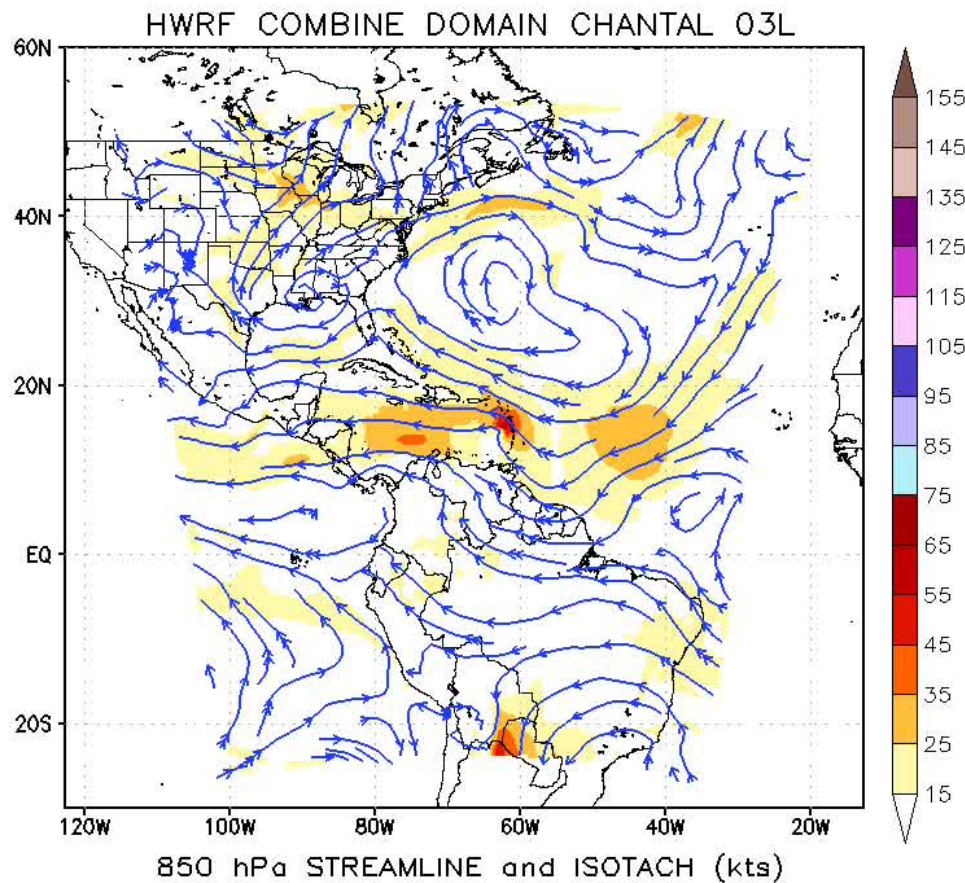 HWRF COMBINE DOMAIN CHANTAL 03L
60N
40N
20N
EQ
20S
120W 100W 80W 60W 40W 20W
155
145
135
125
115
105
95
85
75
65
55
45
35
25
15
850 hPa STREAMLINE and ISOTACH (kts)